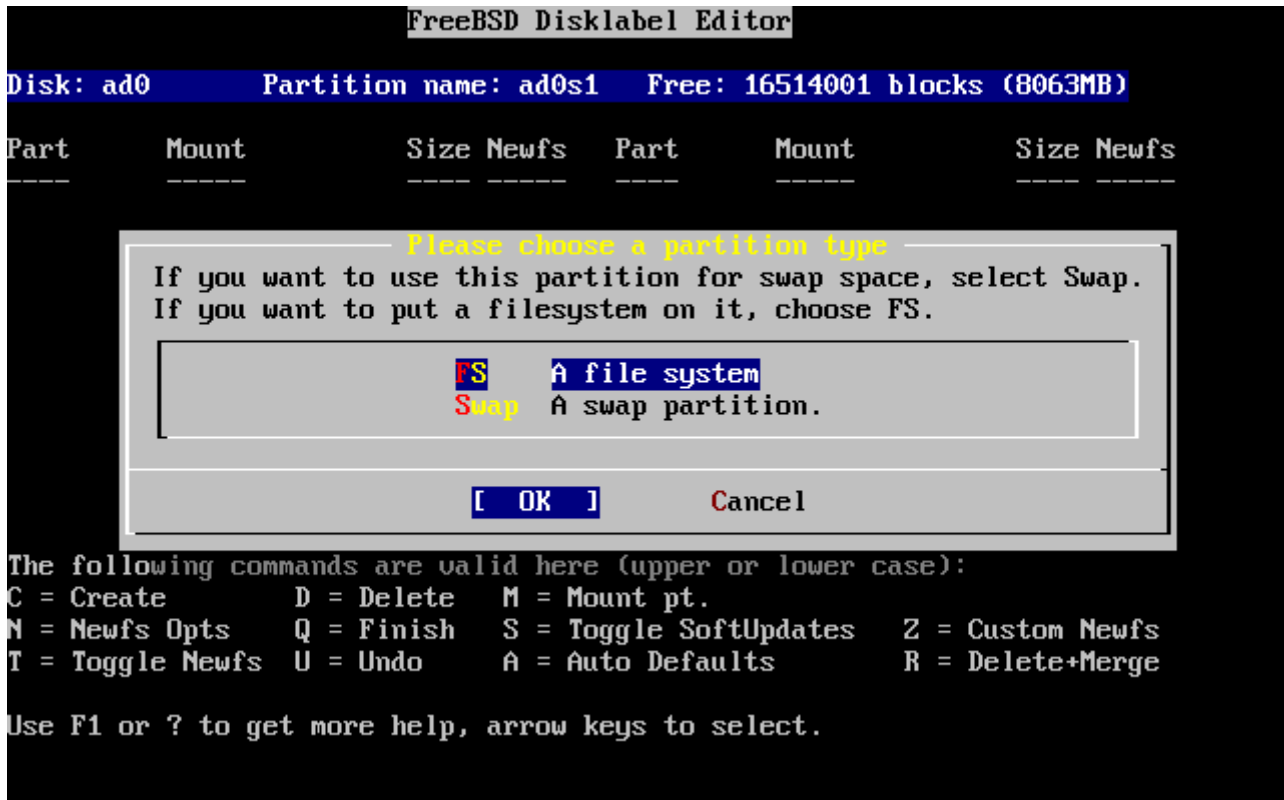 FreeBSD Disklabel Editor
Disk: ad0 Partition name: ad0s1 Free: 16514001 blocks (8063MB)
Part Mount Size Newfs Part Mount Size Newfs
---- ----- ---- ----- ---- ----- ---- -----
Please choose a partition type
If you want to use this partition for swap space, select Swap.
If you want to put a filesystem on it, choose FS.
FS A file system
Swap A swap partition.
[ OK ] Cancel
The following commands are valid here (upper or lower case):
C = Create D = Delete M = Mount pt.
N = Newfs Opts Q = Finish S = Toggle SoftUpdates Z = Custom Newfs
T = Toggle Newfs U = Undo A = Auto Defaults R = Delete+Merge
Use F1 or ? to get more help, arrow keys to select.